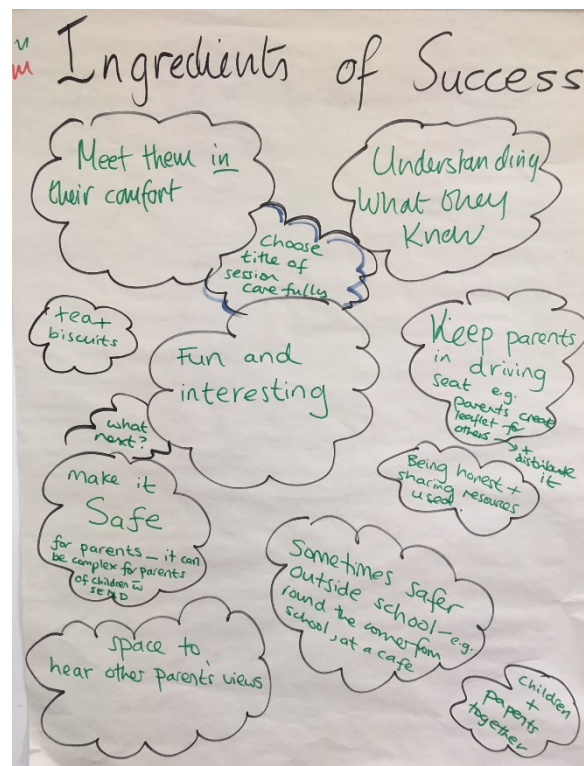 Ingredients of Success
Meet them in
their comfort
Understanding
What they
Know
Choose
title of
session
carefully
tea +
biscuits
Fun and
interesting
Keep parents
in driving
seat e.g.
parents creat
leaflet for
others → +
distribute
it
what
next?
Being honest +
sharing resources
used.
make it
Safe
for parents – it can
be complex for parents
of children w
SEND
Sometimes safer
outside school – e.g.
round the corner from
school, at a cafe
space to
hear other parent's views
children
+
parents
together